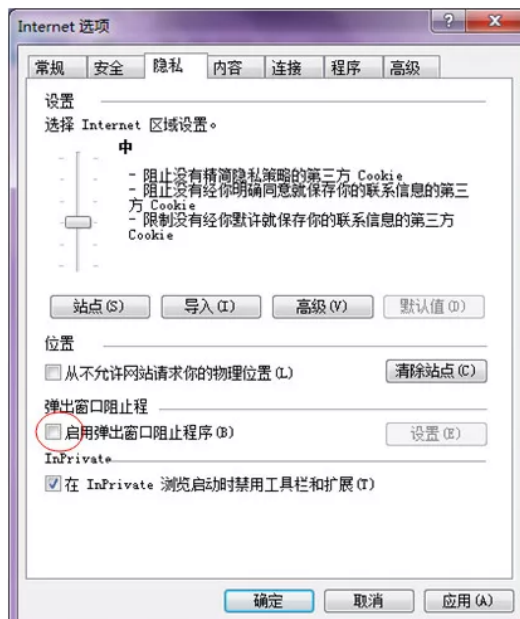 Internet 选项
常规 安全 隐私 内容 连接 程序 高级
设置
选择 Internet 区域设置。
中
- 阻止没有精简隐私策略的第三方 Cookie
- 阻止没有经你明确同意就保存你的联系信息的第三
方 Cookie
- 限制没有经你默许就保存你的联系信息的第三方
Cookie
站点(S) 导入(I) 高级(V) 默认值(D)
位置
从不允许网站请求你的物理位置(L) 清除站点(C)
弹出窗口阻止程
启用弹出窗口阻止程序(B) 设置(E)
InPrivate
在 InPrivate 浏览启动时禁用工具栏和扩展(T)
确定 取消 应用(A)